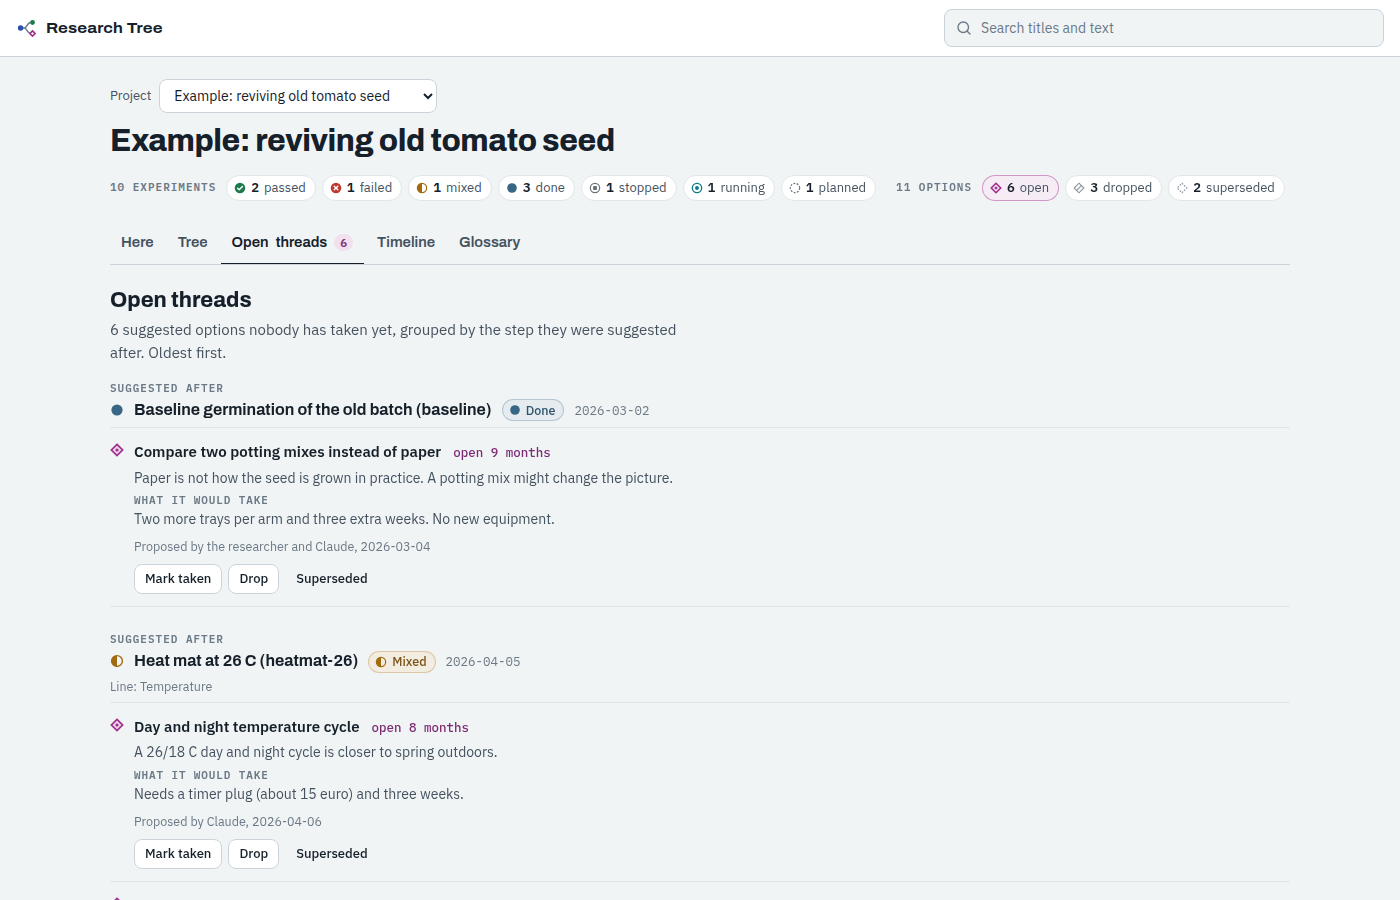 Research Tree
Search titles and text
Project
Example: reviving old tomato seed
Example: reviving old tomato seed
10 EXPERIMENTS 2 passed 1 failed 1 mixed 3 done 1 stopped 1 running 1 planned 11 OPTIONS 6 open 3 dropped 2 superseded
Here Tree Open threads 6 Timeline Glossary
Open threads
6 suggested options nobody has taken yet, grouped by the step they were suggested
after. Oldest first.
SUGGESTED AFTER
Baseline germination of the old batch (baseline) Done 2026-03-02
Compare two potting mixes instead of paper open 9 months
Paper is not how the seed is grown in practice. A potting mix might change the picture.
WHAT IT WOULD TAKE
Two more trays per arm and three extra weeks. No new equipment.
Proposed by the researcher and Claude, 2026-03-04
Mark taken Drop Superseded
SUGGESTED AFTER
Heat mat at 26 C (heatmat-26) Mixed 2026-04-05
Line: Temperature
Day and night temperature cycle open 8 months
A 26/18 C day and night cycle is closer to spring outdoors.
WHAT IT WOULD TAKE
Needs a timer plug (about 15 euro) and three weeks.
Proposed by Claude, 2026-04-06
Mark taken Drop Superseded